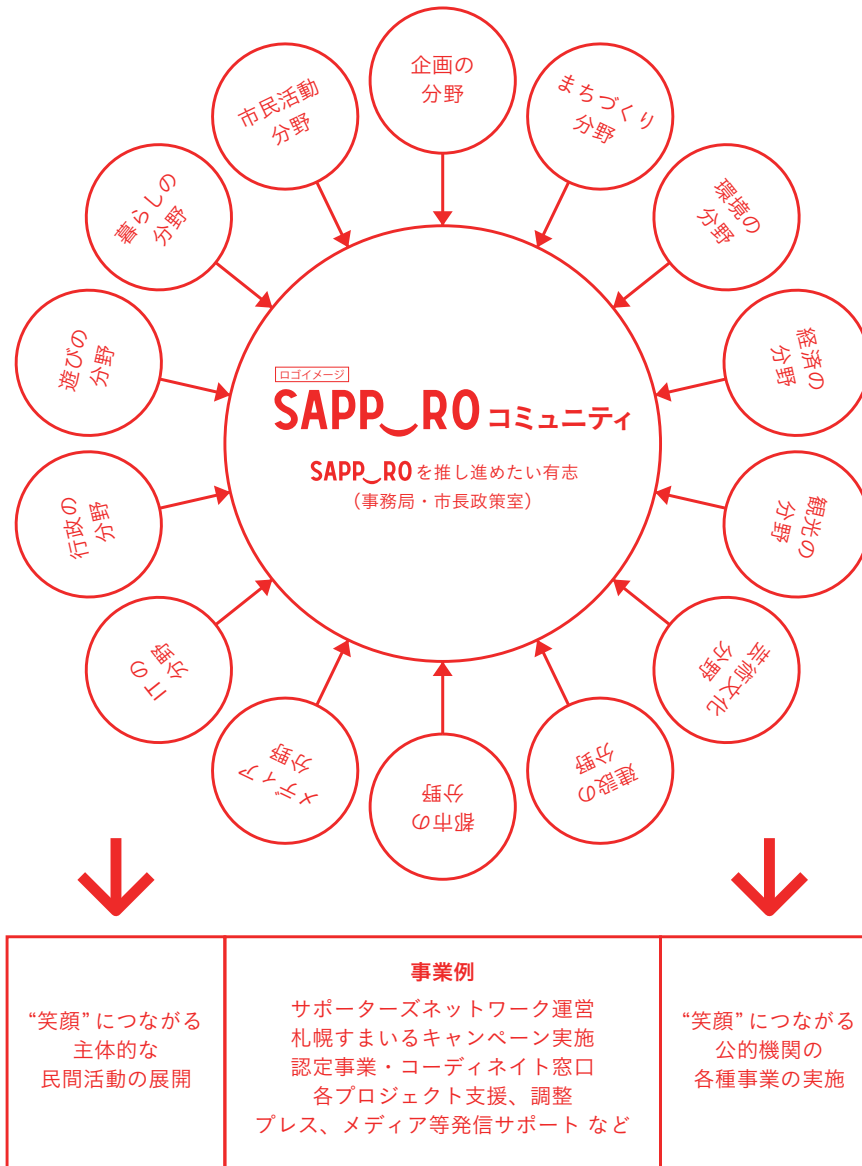 企画の
分野
まちづくり
分野
環境の
分野
経済の
分野
観光の
分野
芸術文化
分野
建設の
分野
都市の
分野
メディア
分野
ITの
分野
行政の
分野
遊びの
分野
暮らしの
分野
市民活動
分野
ロゴイメージ
SAPP‿RO コミュニティ
SAPP‿RO を推し進めたい有志
（事務局・市長政策室）
“笑顔” につながる
主体的な
民間活動の展開
事業例
サポーターズネットワーク運営
札幌すまいるキャンペーン実施
認定事業・コーディネイト窓口
各プロジェクト支援、調整
プレス、メディア等発信サポート など
“笑顔” につながる
公的機関の
各種事業の実施